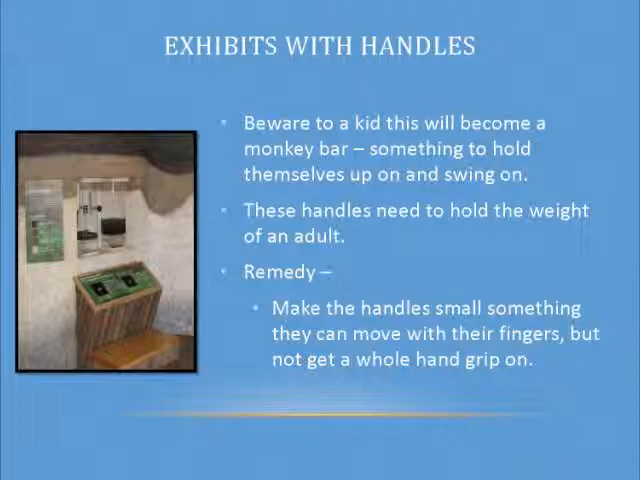 EXHIBITS WITH HANDLES
• Beware to a kid this will become a
monkey bar – something to hold
themselves up on and swing on.
• These handles need to hold the weight
of an adult.
• Remedy –
• Make the handles small something
they can move with their fingers, but
not get a whole hand grip on.